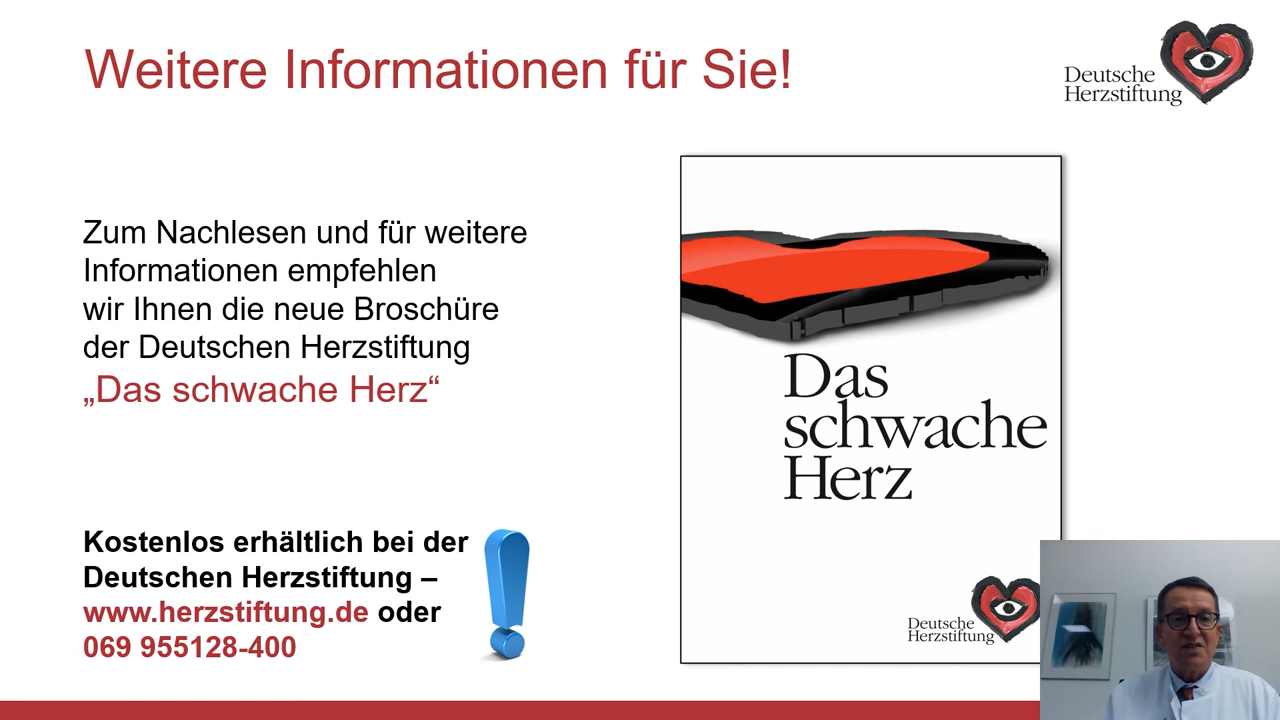 Weitere Informationen für Sie!
Deutsche
Herzstiftung
Zum Nachlesen und für weitere
Informationen empfehlen
wir Ihnen die neue Broschüre
der Deutschen Herzstiftung
„Das schwache Herz“
Das
schwache
Herz
Kostenlos erhältlich bei der
Deutschen Herzstiftung –
www.herzstiftung.de oder
069 955128-400
Deutsche
Herzstiftung